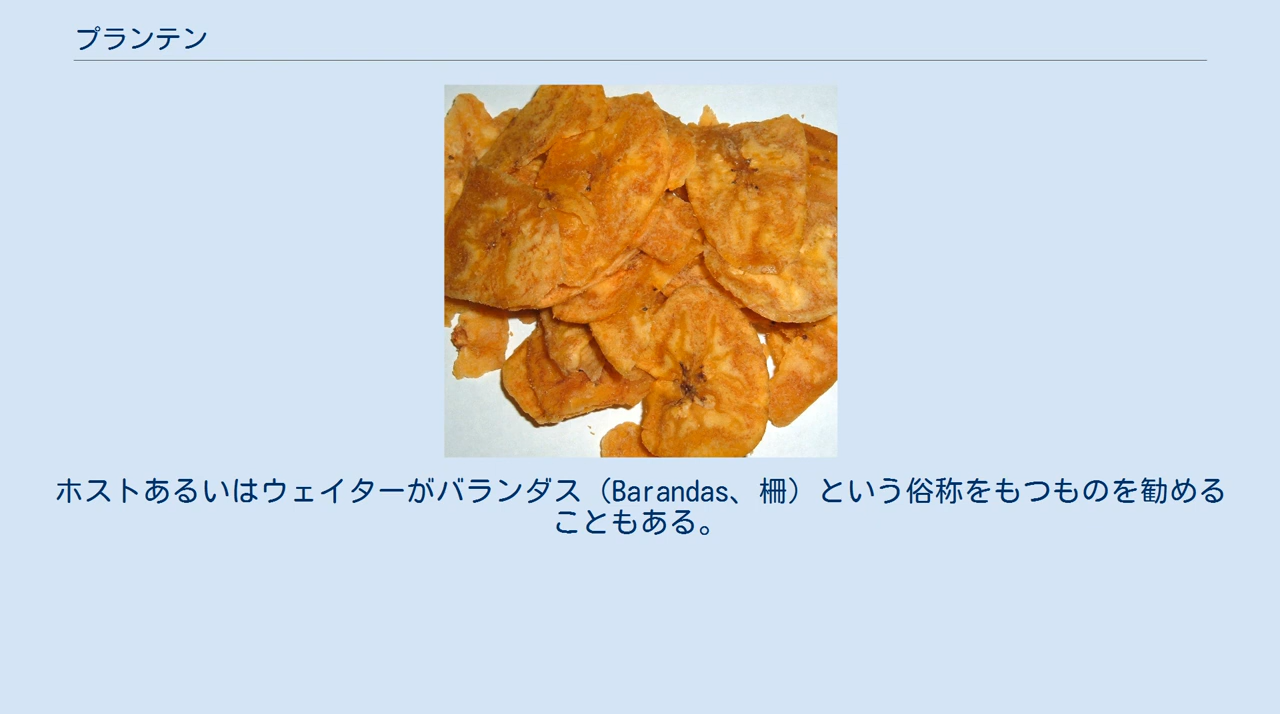 プランテン
ホストあるいはウェイターがバランダス（Barandas、柵）という俗称をもつものを勧める
こともある。